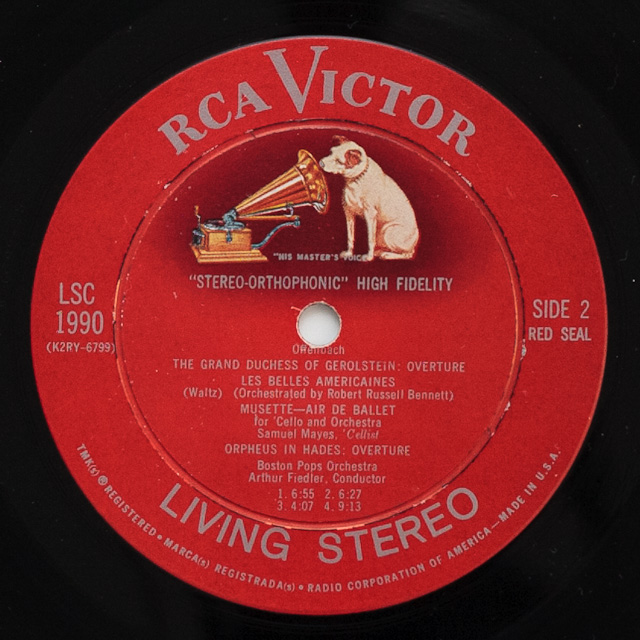 RCA VICTOR
"HIS MASTER'S VOICE"
"STEREO-ORTHOPHONIC" HIGH FIDELITY
LSC
1990
(K2RY-6799)
SIDE 2
RED SEAL
Offenbach
THE GRAND DUCHESS OF GEROLSTEIN: OVERTURE
LES BELLES AMERICAINES
(Waltz) (Orchestrated by Robert Russell Bennett)
MUSETTE—AIR DE BALLET
for 'Cello and Orchestra
Samuel Mayes, 'Cellist
ORPHEUS IN HADES: OVERTURE
Boston Pops Orchestra
Arthur Fiedler, Conductor
1. 6:55 2. 6:27
3. 4:07 4. 9:13
LIVING STEREO
TMK(s) ® REGISTERED • MARCA(s) REGISTRADA(s) • RADIO CORPORATION OF AMERICA—MADE IN U.S.A.